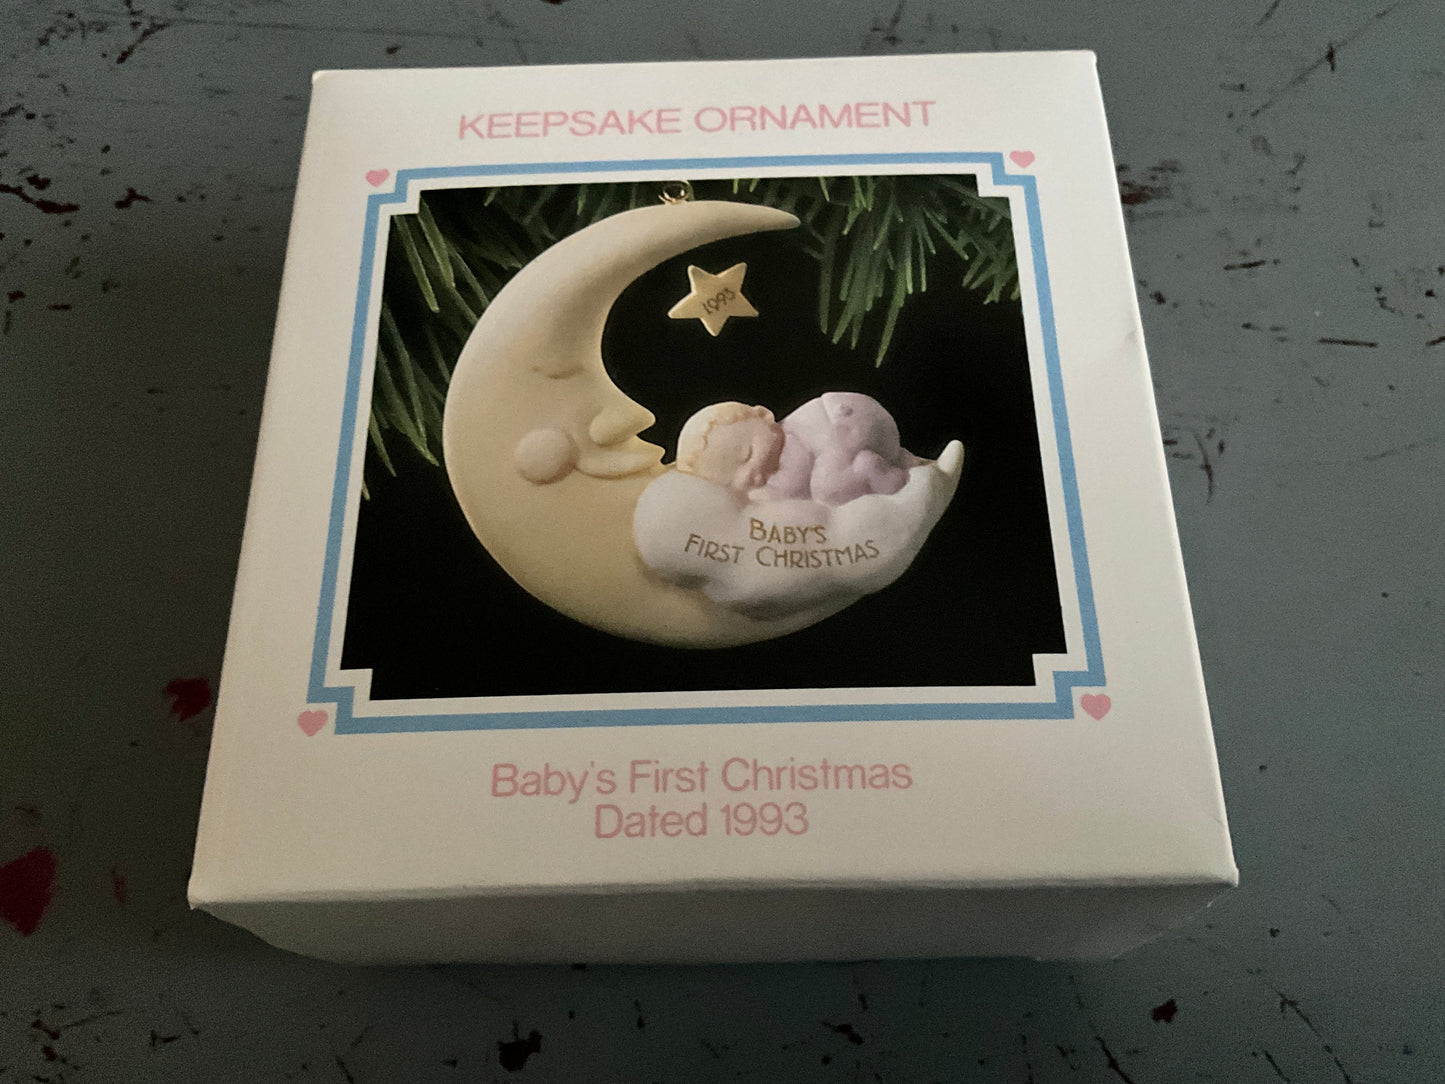 KEEPSAKE ORNAMENT
1993
BABY'S
FIRST CHRISTMAS
Baby's First Christmas
Dated 1993